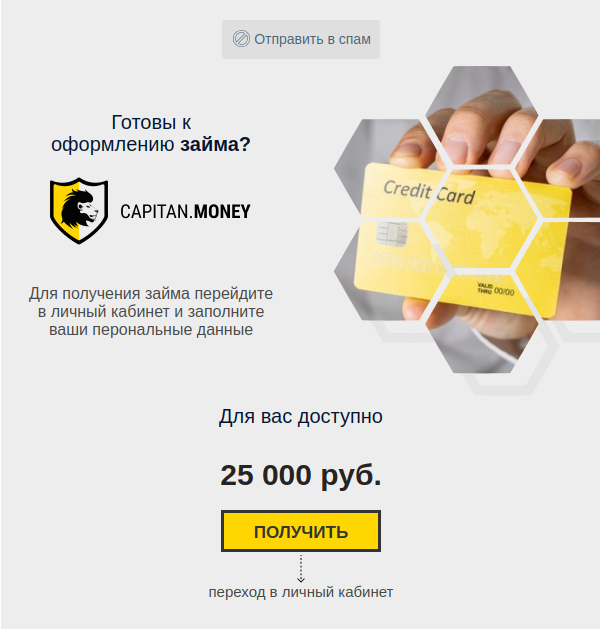 Отправить в спам
Готовы к
оформлению займа?
CAPITAN.MONEY
Credit Card
VALID
THRU 00/00
Для получения займа перейдите
в личный кабинет и заполните
ваши перональные данные
Для вас доступно
25 000 руб.
ПОЛУЧИТЬ
переход в личный кабинет